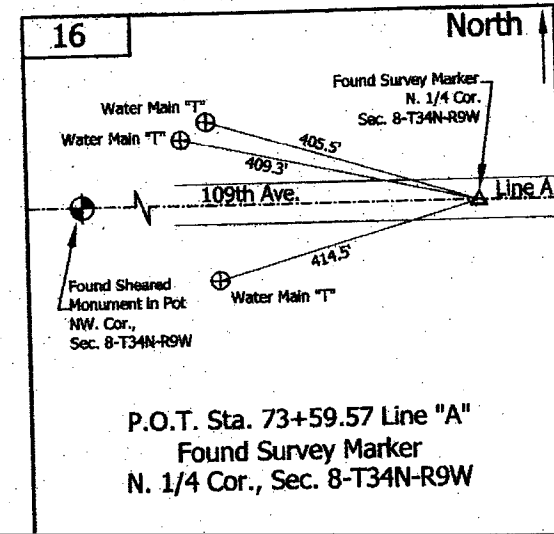 16
North
Found Survey Marker
N. 1/4 Cor.
Sec. 8-T34N-R9W
Water Main "T"
Water Main "T"
405.5'
409.3'
109th Ave.
Line A
414.5'
Water Main "T"
Found Sheared
Monument in Pot
NW. Cor.,
Sec. 8-T34N-R9W
P.O.T. Sta. 73+59.57 Line "A"
Found Survey Marker
N. 1/4 Cor., Sec. 8-T34N-R9W